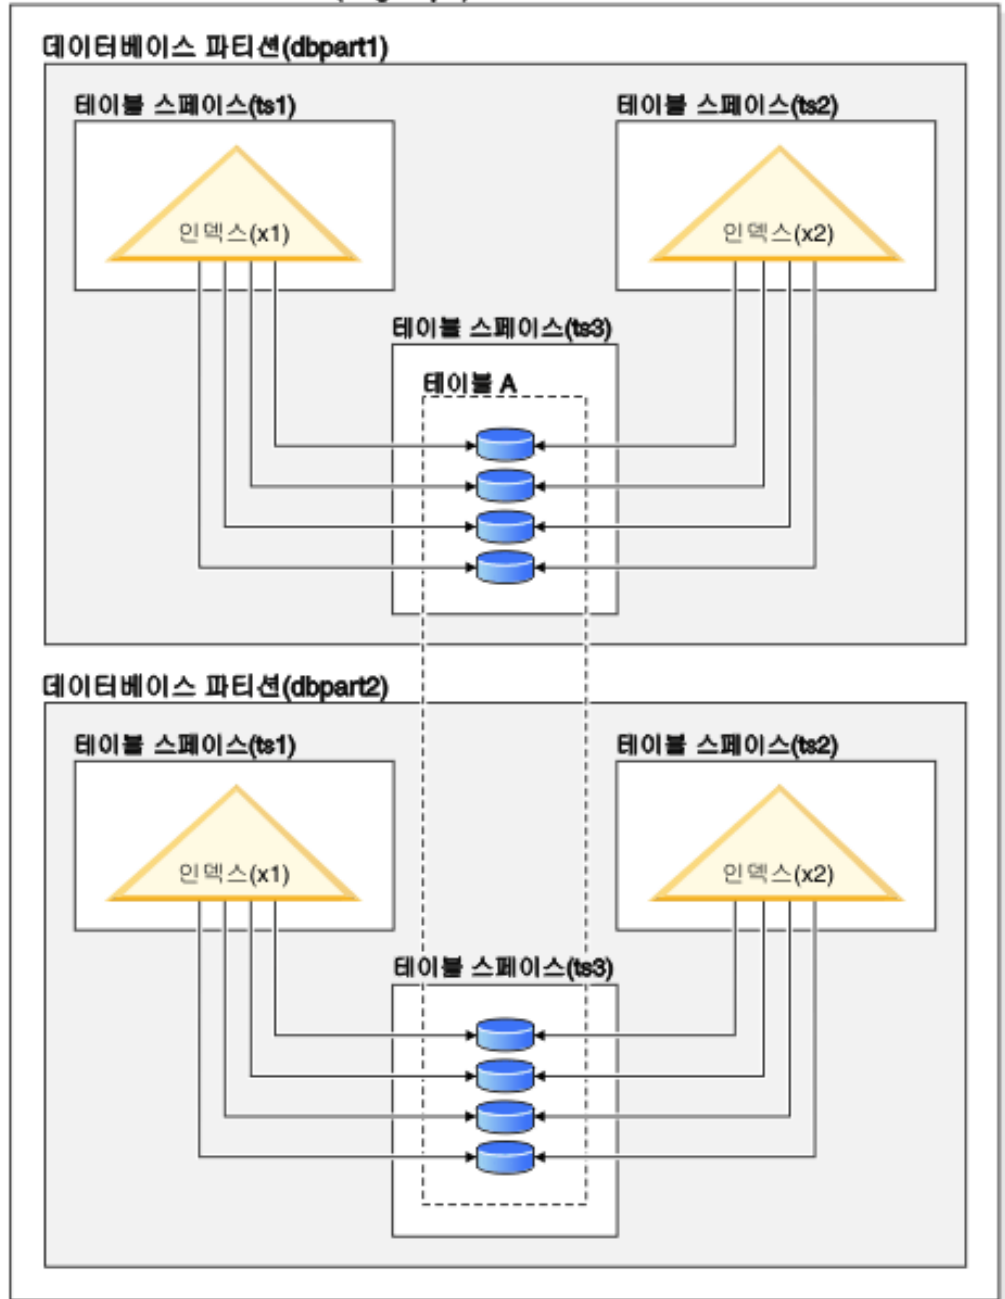 데이터베이스 파티션(dbpart1)
테이블 스페이스(ts1)
테이블 스페이스(ts2)
인덱스(x1)
인덱스(x2)
테이블 스페이스(ts3)
테이블 A
데이터베이스 파티션(dbpart2)
테이블 스페이스(ts1)
테이블 스페이스(ts2)
인덱스(x1)
인덱스(x2)
테이블 스페이스(ts3)